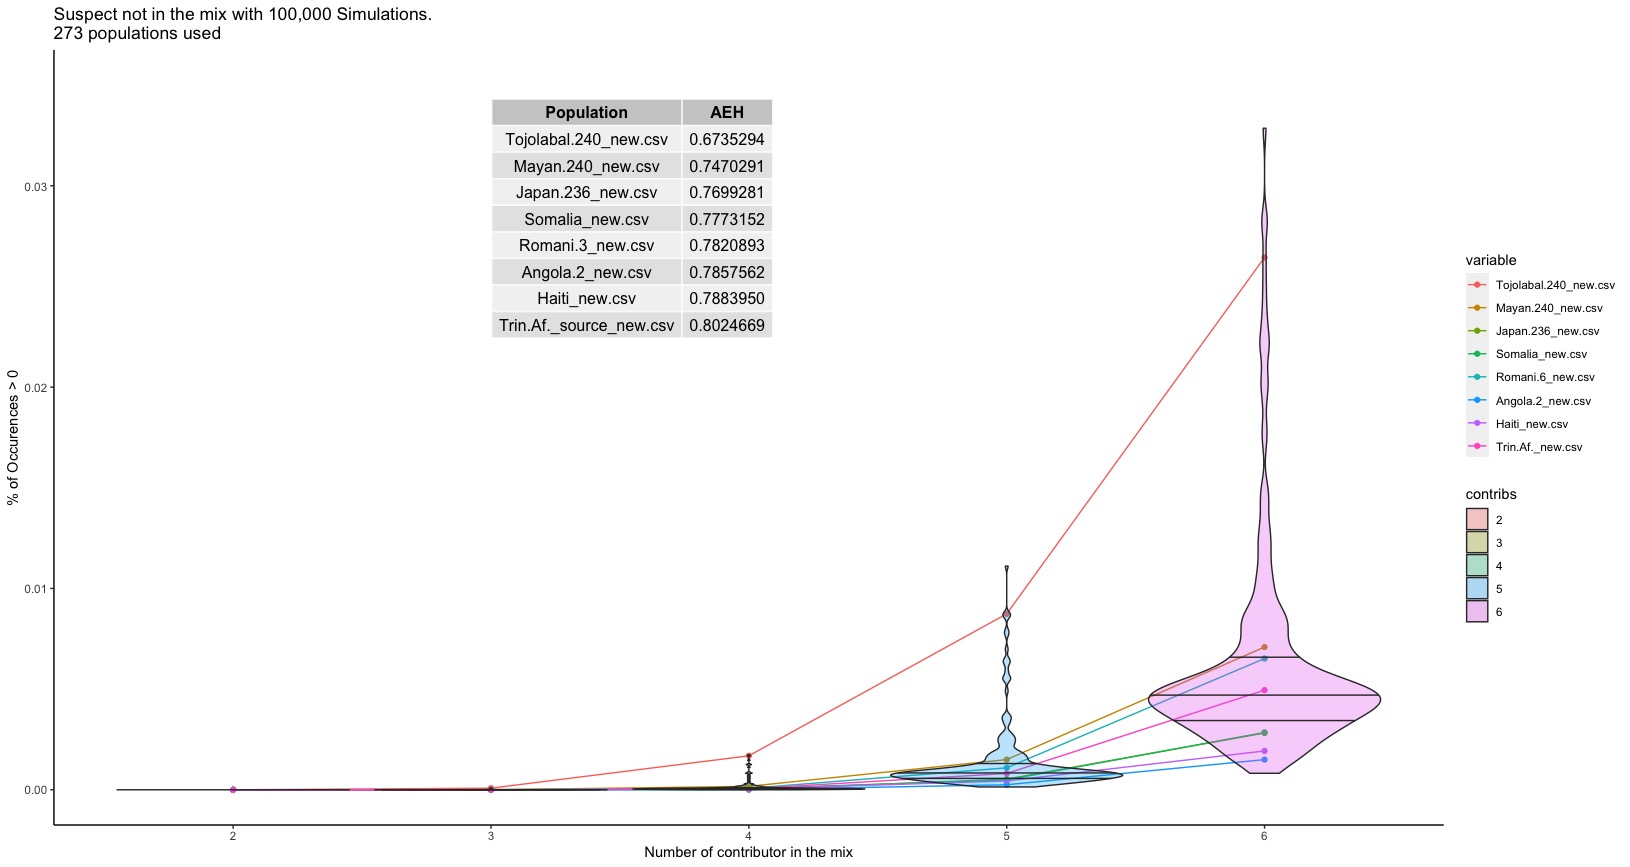 Suspect not in the mix with 100,000 Simulations.
273 populations used
Population AEH
Tojolabal.240_new.csv 0.6735294
Mayan.240_new.csv 0.7470291
Japan.236_new.csv 0.7699281
Somalia_new.csv 0.7773152
Romani.3_new.csv 0.7820893
Angola.2_new.csv 0.7857562
Haiti_new.csv 0.7883950
Trin.Af._source_new.csv 0.8024669
% of Occurences > 0
0.03
0.02
0.01
0.00
2 3 4 5 6
Number of contributor in the mix
variable
Tojolabal.240_new.csv
Mayan.240_new.csv
Japan.236_new.csv
Somalia_new.csv
Romani.6_new.csv
Angola.2_new.csv
Haiti_new.csv
Trin.Af._new.csv
contribs
2
3
4
5
6